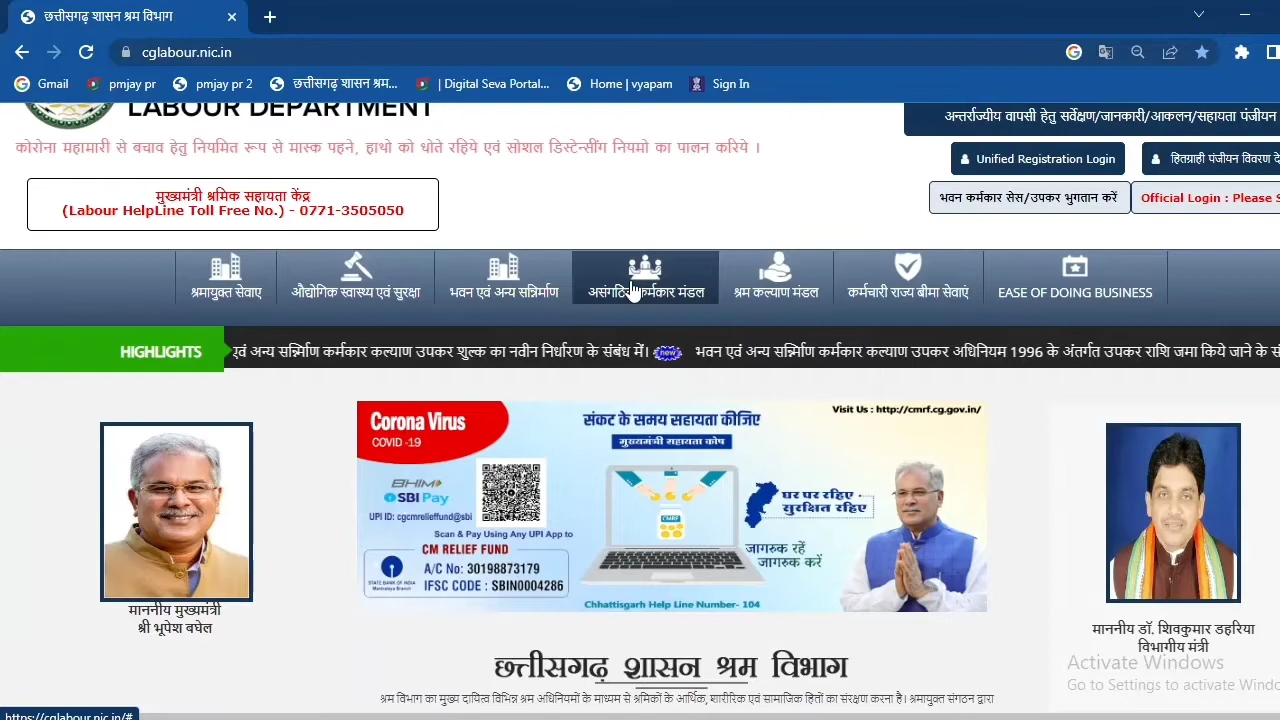 छत्तीसगढ़ शासन श्रम विभाग
cglabour.nic.in
Gmail
pmjay pr
pmjay pr 2
छत्तीसगढ़ शासन श्रम...
| Digital Seva Portal...
Home | vyapam
Sign In
LABOUR DEPARTMENT
अन्तर्राज्यीय वापसी हेतु सर्वेक्षण/जानकारी/आकलन/सहायता पंजीयन
कोरोना महामारी से बचाव हेतु नियमित रूप से मास्क पहने, हाथो को धोते रहिये एवं सोशल डिस्टेन्सींग नियमो का पालन करिये ।
Unified Registration Login
हितग्राही पंजीयन विवरण दे
मुख्यमंत्री श्रमिक सहायता केंद्र
(Labour HelpLine Toll Free No.) - 0771-3505050
भवन कर्मकार सेस/उपकर भुगतान करें
Official Login : Please S
श्रमायुक्त सेवाए
औद्योगिक स्वास्थ्य एवं सुरक्षा
भवन एवं अन्य सन्निर्माण
कर्मकार मंडल
श्रम कल्याण मंडल
कर्मचारी राज्य बीमा सेवाएं
EASE OF DOING BUSINESS
HIGHLIGHTS
एवं अन्य सन्निर्माण कर्मकार कल्याण उपकर शुल्क का नवीन निर्धारण के संबंध में।
new
भवन एवं अन्य सन्निर्माण कर्मकार कल्याण उपकर अधिनियम 1996 के अंतर्गत उपकर राशि जमा किये जाने के सं
Corona Virus
COVID -19
संकट के समय सहायता कीजिए
मुख्यमंत्री सहायता कोष
Visit Us : http://cmrf.cg.gov.in/
BHIM
SBI Pay
UPI ID: cgcmrelieffund@sbi
Scan & Pay Using Any UPI App to
CM RELIEF FUND
A/C No: 30198873179
IFSC CODE : SBIN0004286
CMRF
घर पर रहिए -
सुरक्षित रहिए
जागरुक रहें
जागरुक करें
Chhattisgarh Help Line Number- 104
माननीय मुख्यमंत्री
श्री भूपेश बघेल
माननीय डॉ. शिवकुमार डहरिया
विभागीय मंत्री
छत्तीसगढ़ शासन श्रम विभाग
श्रम विभाग का मुख्य दायित्व विभिन्न श्रम अधिनियमों के माध्यम से श्रमिकों के आर्थिक, शारीरिक एवं सामाजिक हितों का संरक्षण करना है। श्रमायुक्त संगठन द्वारा
Activate Windows
Go to Settings to activate Windo
https://cglabour.nic.in/#